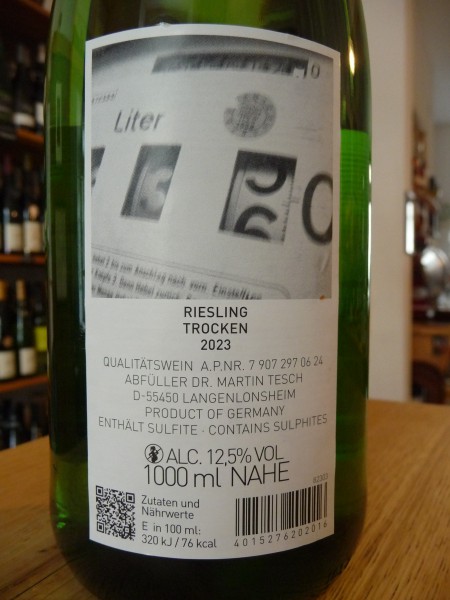 Liter
RIESLING
TROCKEN
2023
QUALITÄTSWEIN A.P.NR. 7 907 297 06 24
ABFÜLLER DR. MARTIN TESCH
D-55450 LANGENLONSHEIM
PRODUCT OF GERMANY
ENTHÄLT SULFITE · CONTAINS SULPHITES
ALC. 12,5% VOL
1000 ml NAHE
Zutaten und
Nährwerte
E in 100 ml:
320 kJ / 76 kcal
4015276202016